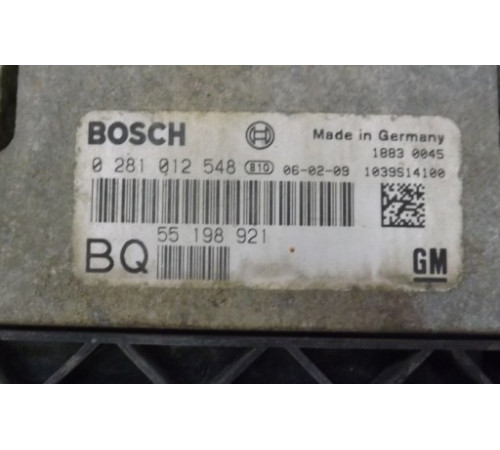 BOSCH
Made in Germany
1883 0045
0 281 012 548 B10 06-02-09 1039S14100
55 198 921
BQ
GM